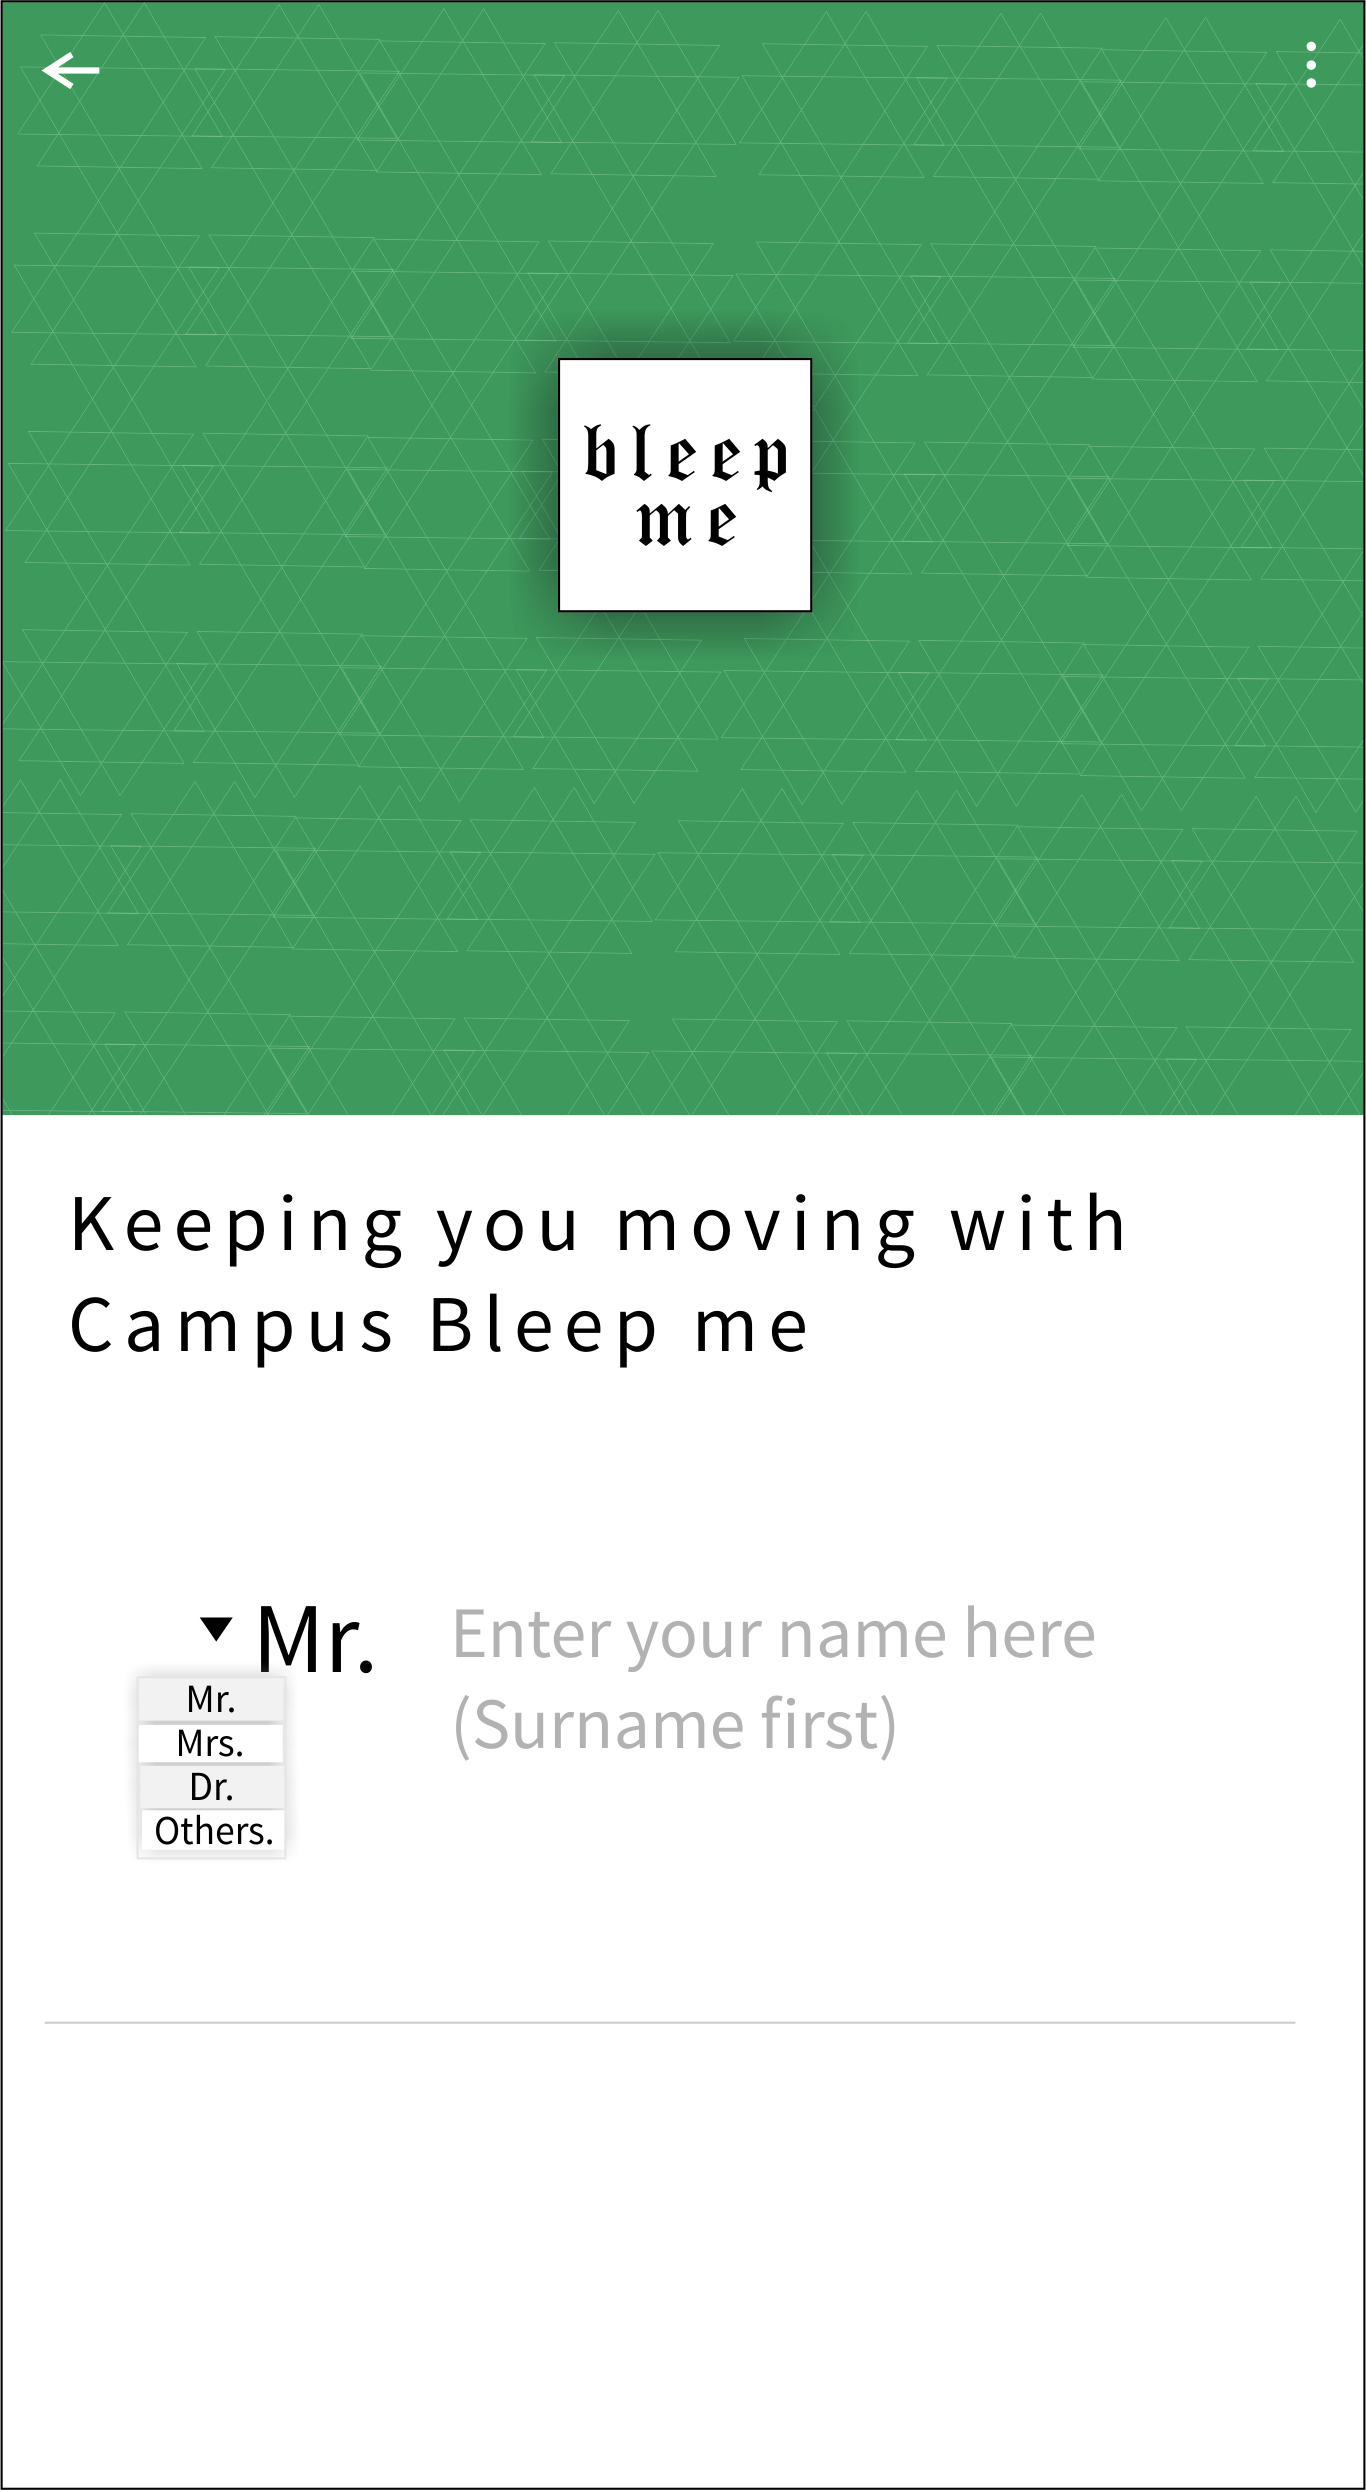 bleep
me
Keeping you moving with
Campus Bleep me
Mr.
Enter your name here
(Surname first)
Mr.
Mrs.
Dr.
Others.